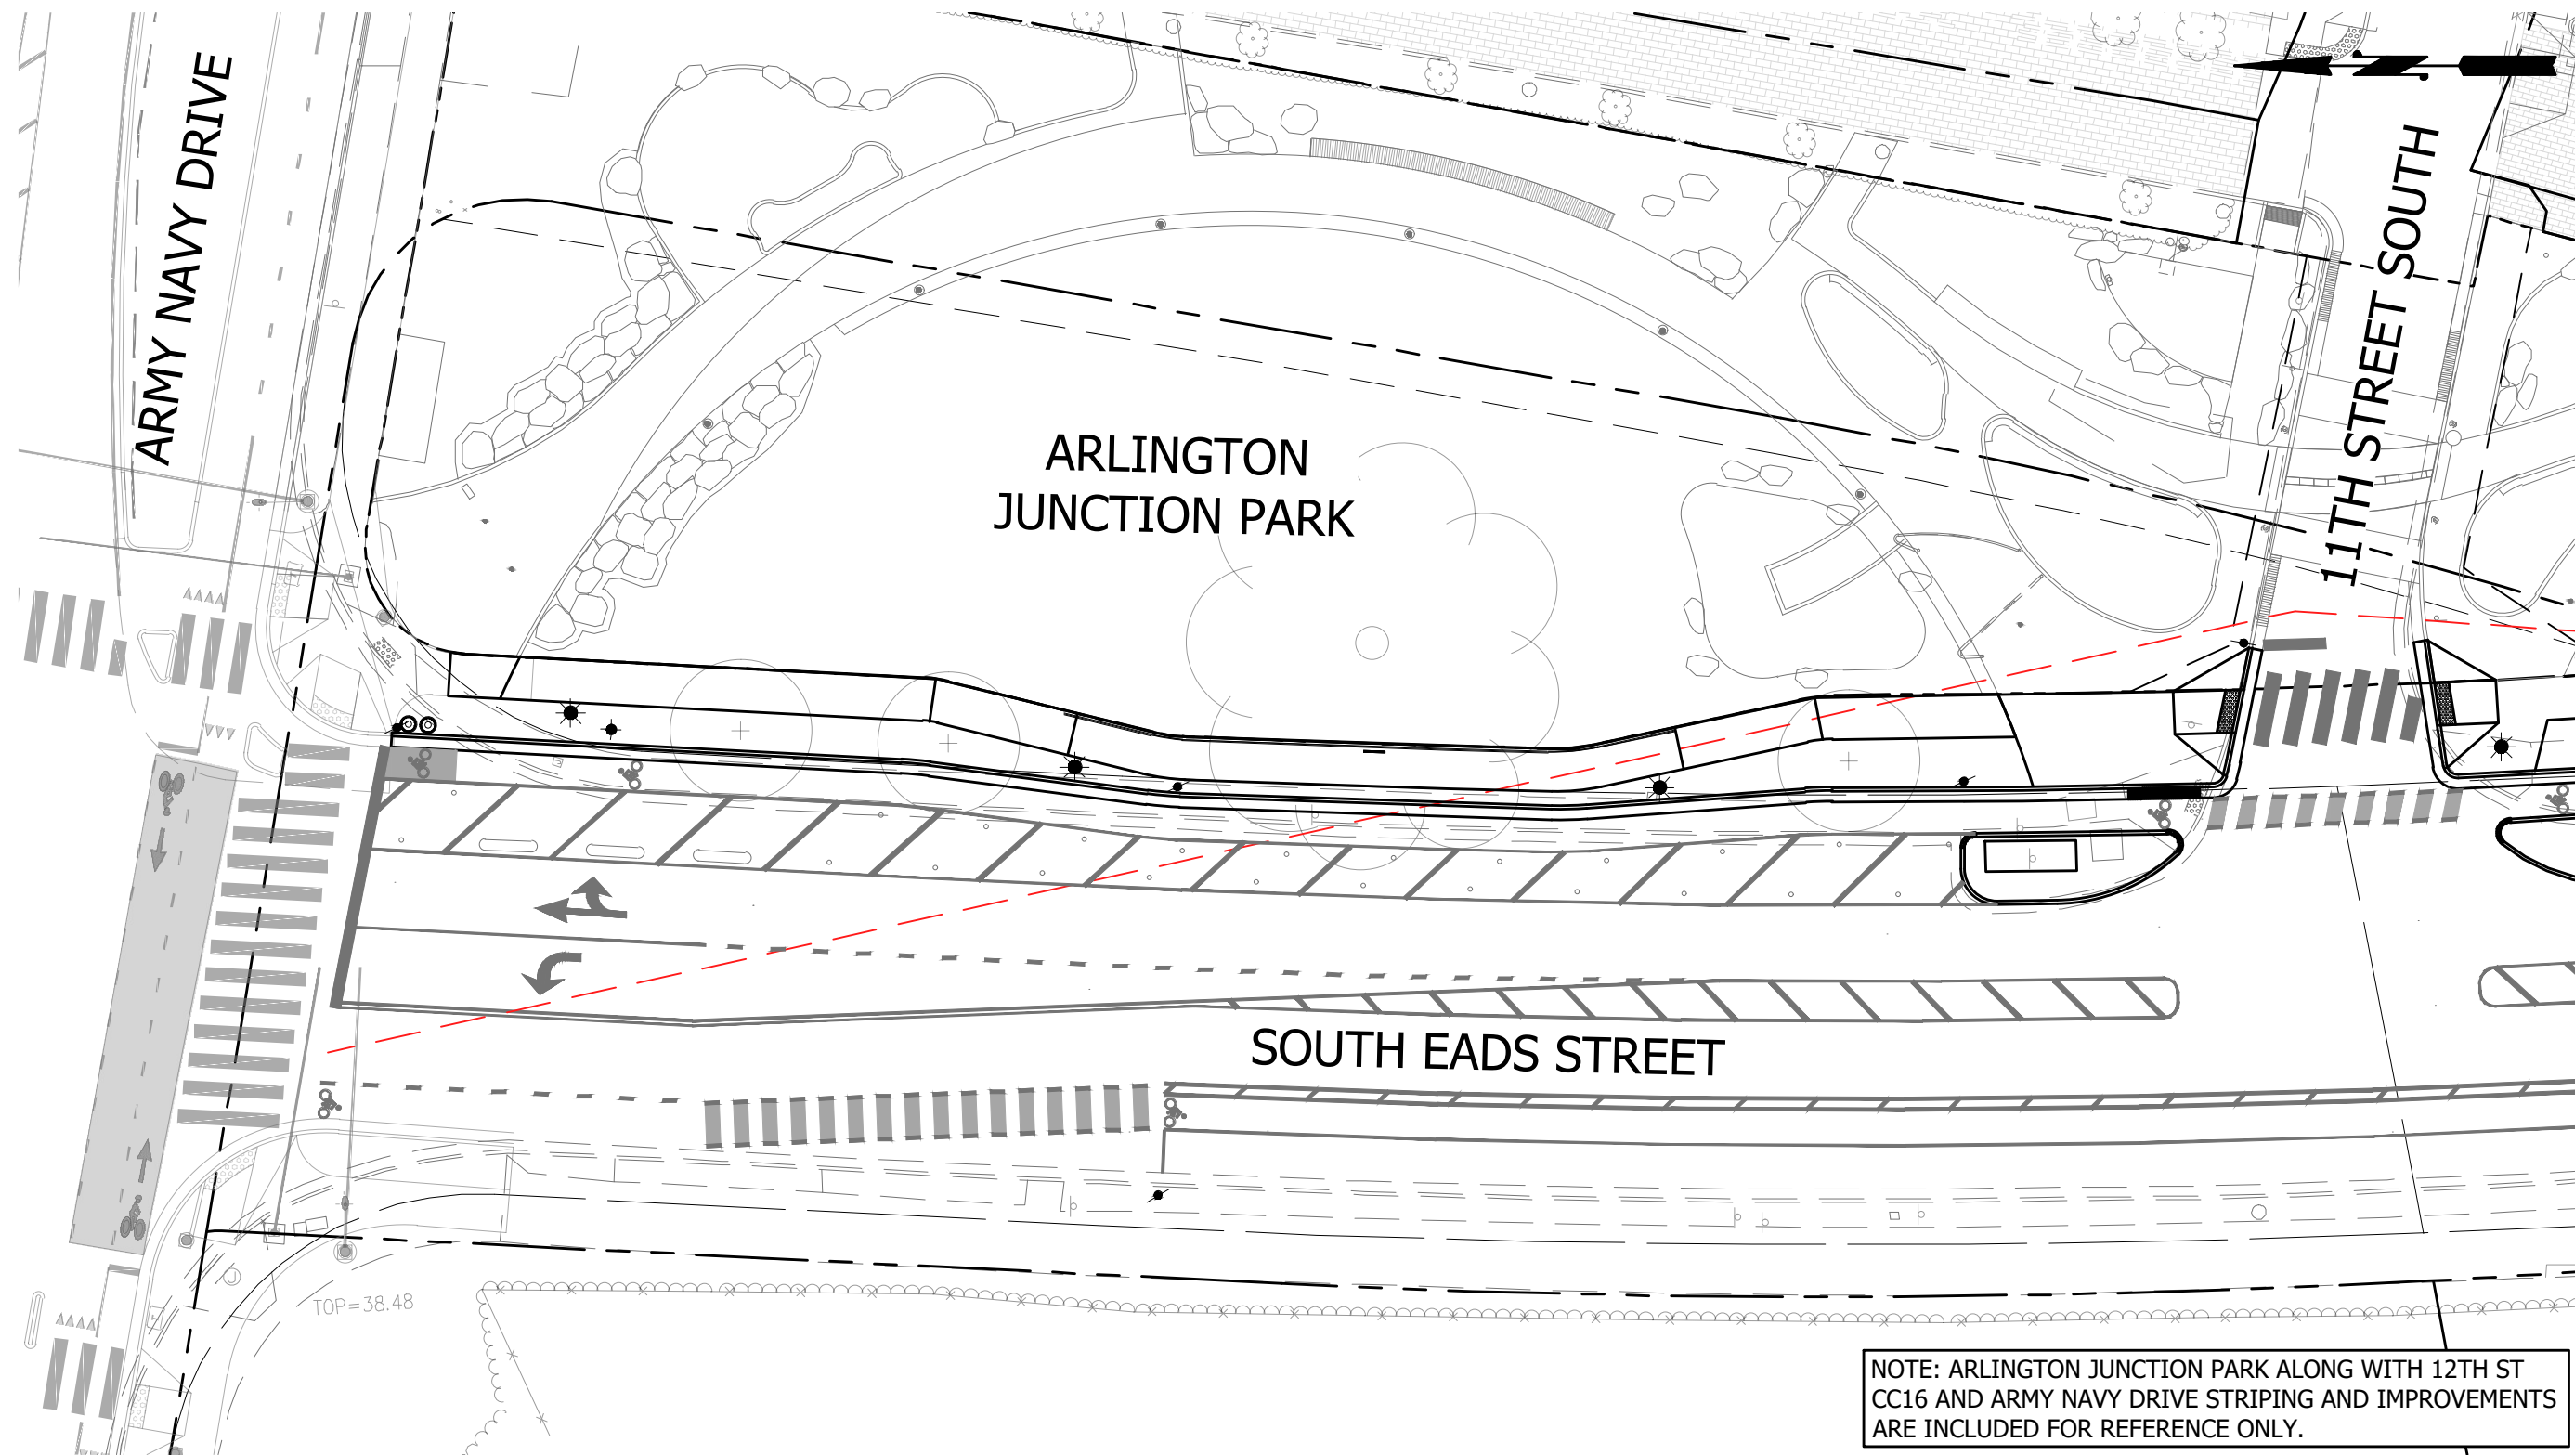 ARMY NAVY DRIVE
11TH STREET SOUTH
ARLINGTON
JUNCTION PARK
SOUTH EADS STREET
U
TOP=38.48
NOTE: ARLINGTON JUNCTION PARK ALONG WITH 12TH ST
CC16 AND ARMY NAVY DRIVE STRIPING AND IMPROVEMENTS
ARE INCLUDED FOR REFERENCE ONLY.